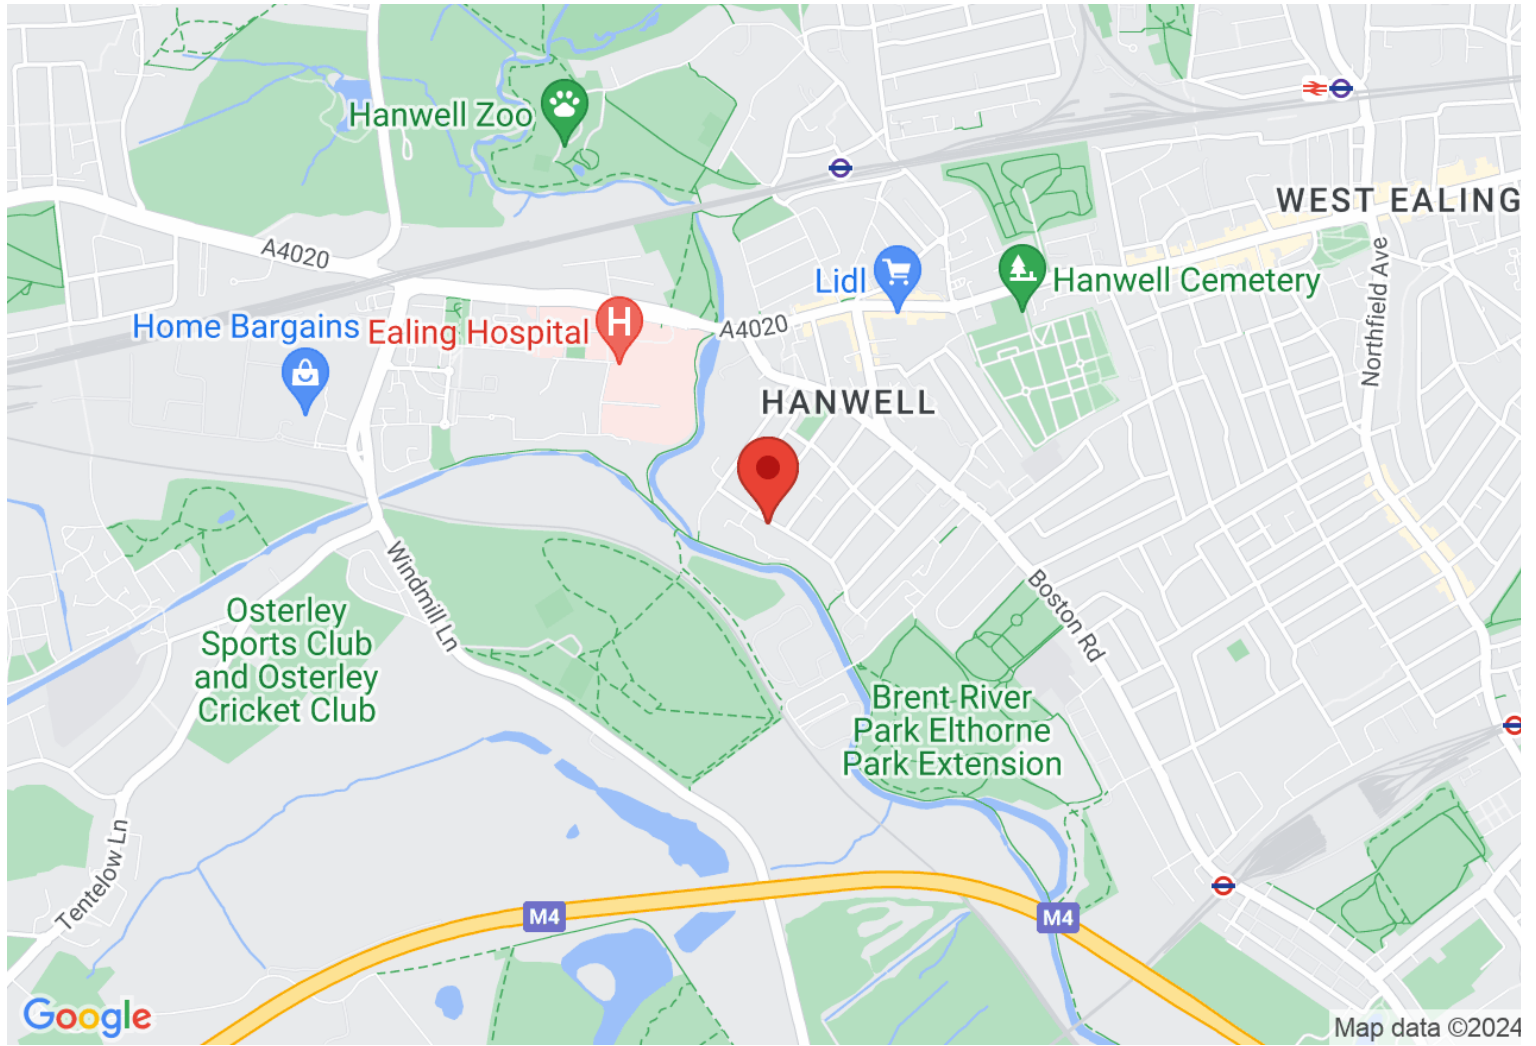 Hanwell Zoo
WEST EALING
A4020
Lidl
Hanwell Cemetery
Northfield Ave
Home Bargains
Ealing Hospital
H
A4020
HANWELL
Windmill Ln
Boston Rd
Osterley
Sports Club
and Osterley
Cricket Club
Brent River
Park Elthorne
Park Extension
Tentelow Ln
M4
M4
Google
Map data ©2024